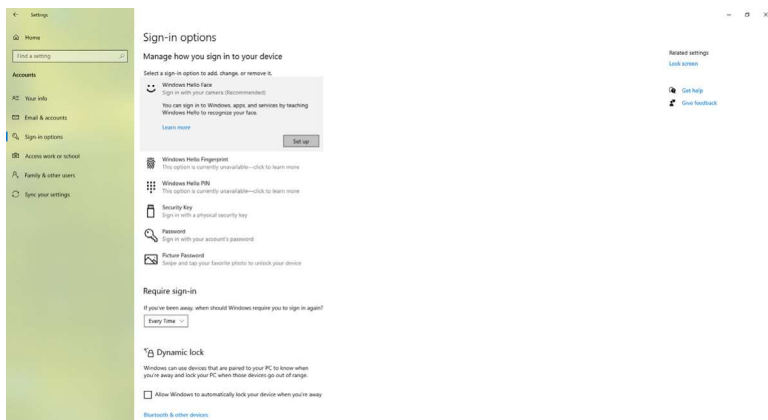 Settings
Home
Find a setting
Accounts
Your info
Email & accounts
Sign-in options
Access work or school
Family & other users
Sync your settings
Sign-in options
Manage how you sign in to your device
Select a sign-in option to add, change, or remove it.
Windows Hello Face
Sign in with your camera (Recommended)
You can sign in to Windows, apps, and services by teaching
Windows Hello to recognize your face.
Learn more
Set up
Windows Hello Fingerprint
This option is currently unavailable—click to learn more
Windows Hello PIN
This option is currently unavailable—click to learn more
Security Key
Sign in with a physical security key
Password
Sign in with your account's password
Picture Password
Swipe and tap your favorite photo to unlock your device
Require sign-in
If you've been away, when should Windows require you to sign in again?
Every Time
Dynamic lock
Windows can use devices that are paired to your PC to know when
you're away and lock your PC when those devices go out of range.
Allow Windows to automatically lock your device when you're away
Bluetooth & other devices
Related settings
Lock screen
Get help
Give feedback